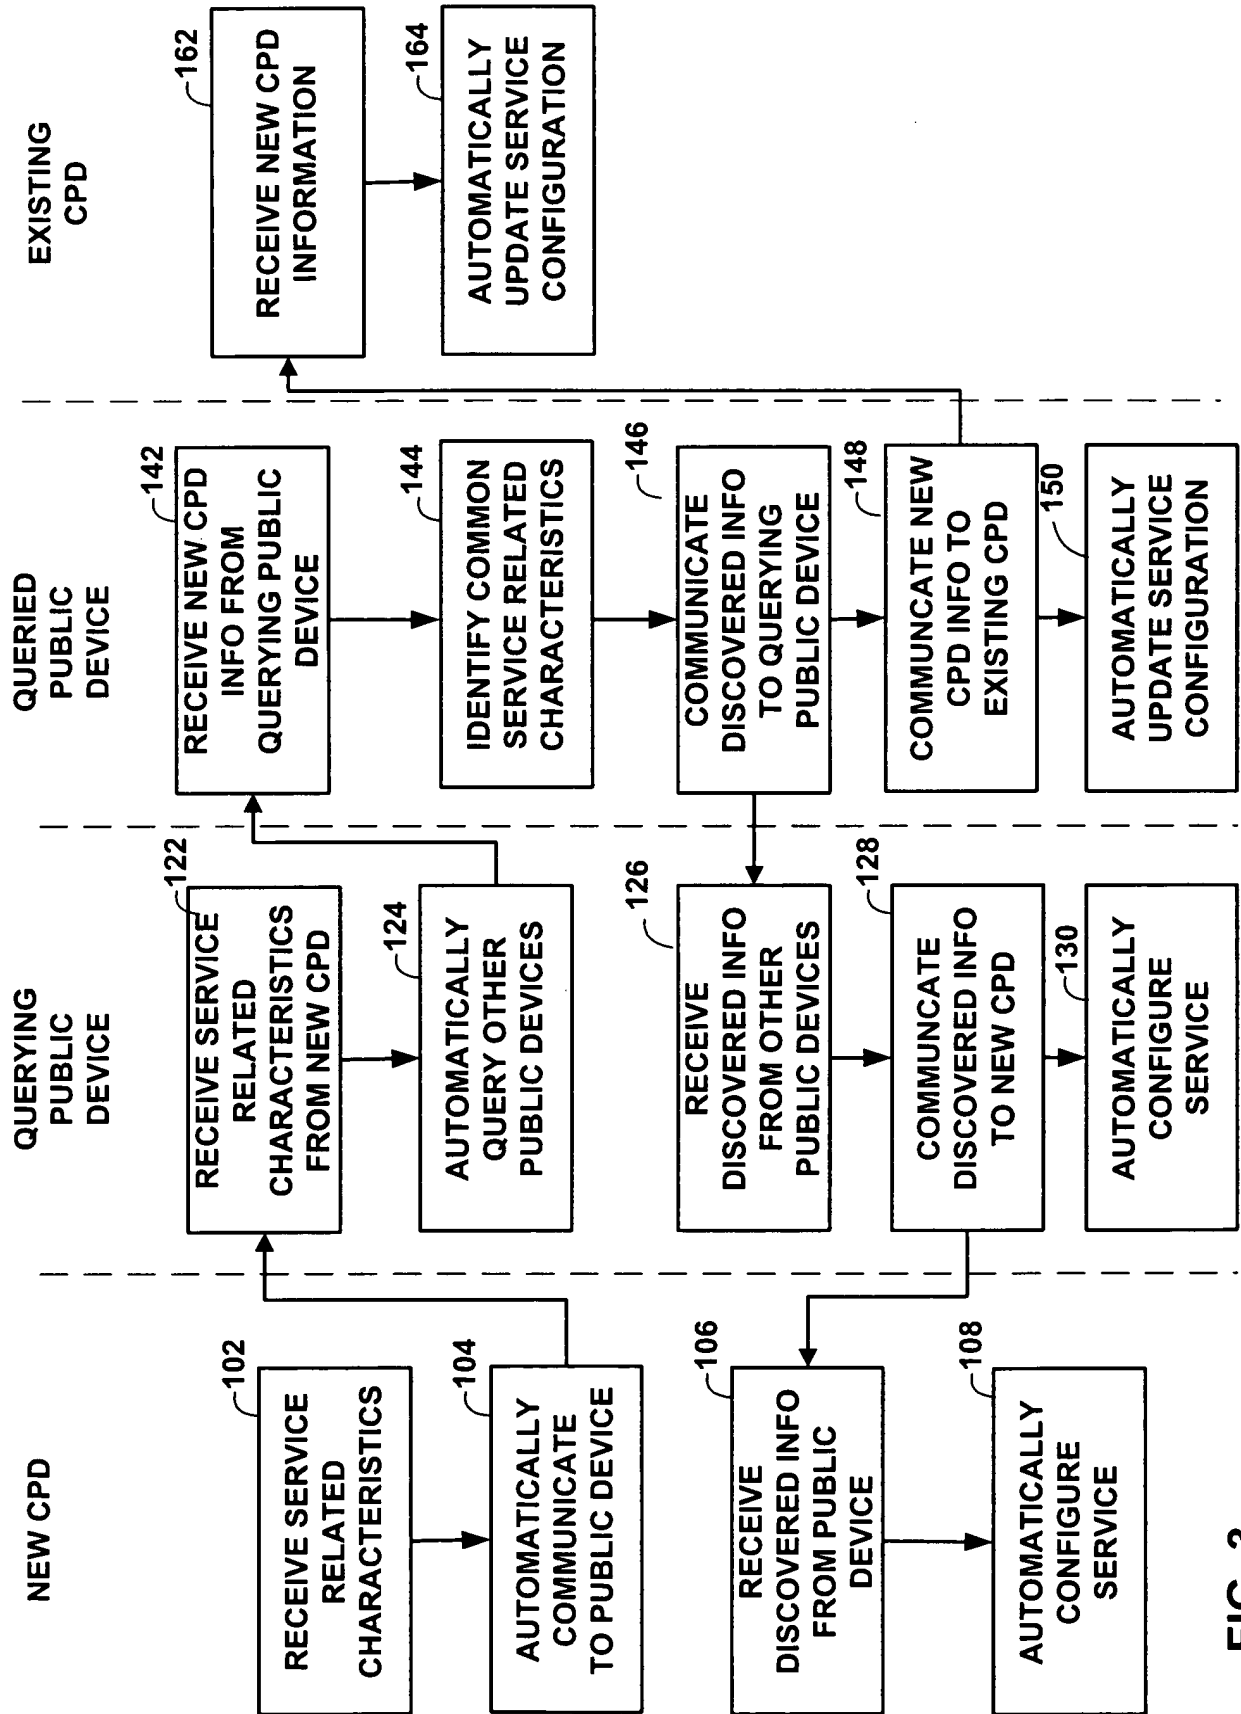 NEW CPD
102
RECEIVE SERVICE
RELATED
CHARACTERISTICS
104
AUTOMATICALLY
COMMUNICATE
TO PUBLIC DEVICE
106
RECEIVE
DISCOVERED INFO
FROM PUBLIC
DEVICE
108
AUTOMATICALLY
CONFIGURE
SERVICE
QUERYING
PUBLIC
DEVICE
122
RECEIVE SERVICE
RELATED
CHARACTERISTICS
FROM NEW CPD
124
AUTOMATICALLY
QUERY OTHER
PUBLIC DEVICES
126
RECEIVE
DISCOVERED INFO
FROM OTHER
PUBLIC DEVICES
128
COMMUNCATE
DISCOVERED INFO
TO NEW CPD
130
AUTOMATICALLY
CONFIGURE
SERVICE
QUERIED
PUBLIC
DEVICE
142
RECEIVE NEW CPD
INFO FROM
QUERYING PUBLIC
DEVICE
144
IDENTIFY COMMON
SERVICE RELATED
CHARACTERISTICS
146
COMMUNICATE
DISCOVERED INFO
TO QUERYING
PUBLIC DEVICE
148
COMMUNCATE NEW
CPD INFO TO
EXISTING CPD
150
AUTOMATICALLY
UPDATE SERVICE
CONFIGURATION
EXISTING
CPD
162
RECEIVE NEW CPD
INFORMATION
164
AUTOMATICALLY
UPDATE SERVICE
CONFIGURATION
FIG.